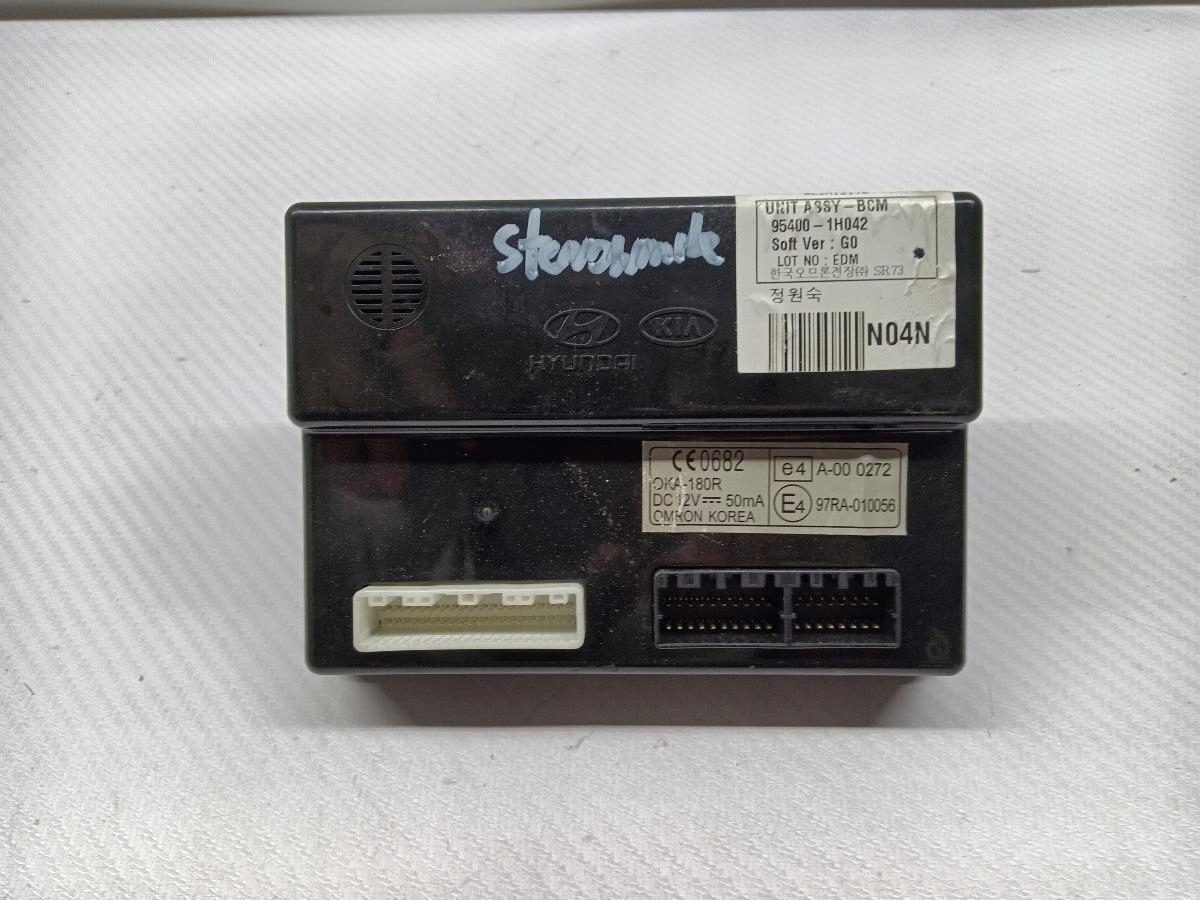 UNIT ASSY-BCM
95400-1H042
Soft Ver : G0
LOT NO : EDM
한국오므론전장㈜ SR73
정원숙
N04N
HYUNDAI
KIA
CE0682
OKA-180R
DC 12V 50mA
OMRON KOREA
e4 A-00 0272
E4 97RA-010056